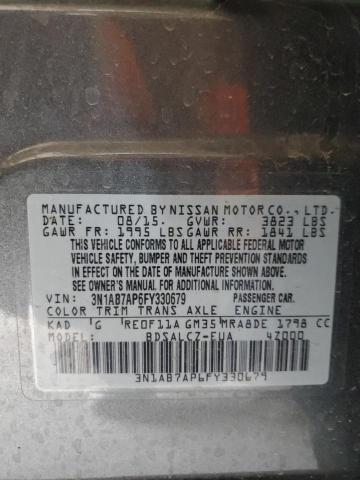 MANUFACTURED BY NISSAN MOTOR CO., LTD.
DATE: 08/15. GVWR: 3823 LBS
GAWR FR: 1995 LBS GAWR RR: 1841 LBS
THIS VEHICLE CONFORMS TO ALL APPLICABLE FEDERAL MOTOR
VEHICLE SAFETY, BUMPER AND THEFT PREVENTION STANDARDS
IN EFFECT ON THE DATE OF MANUFACTURE SHOWN ABOVE.
SEE OWNER'S MANUAL FOR ADDITIONAL INFORMATION.
VIN: 3N1AB7AP6FY330679 PASSENGER CAR.
COLOR TRIM TRANS AXLE ENGINE
KAD G RE0F11A GM35 MRA8DE 1798 CC
MODEL: BDSALCZ-EUA 4Z000
3N1AB7AP6FY330679